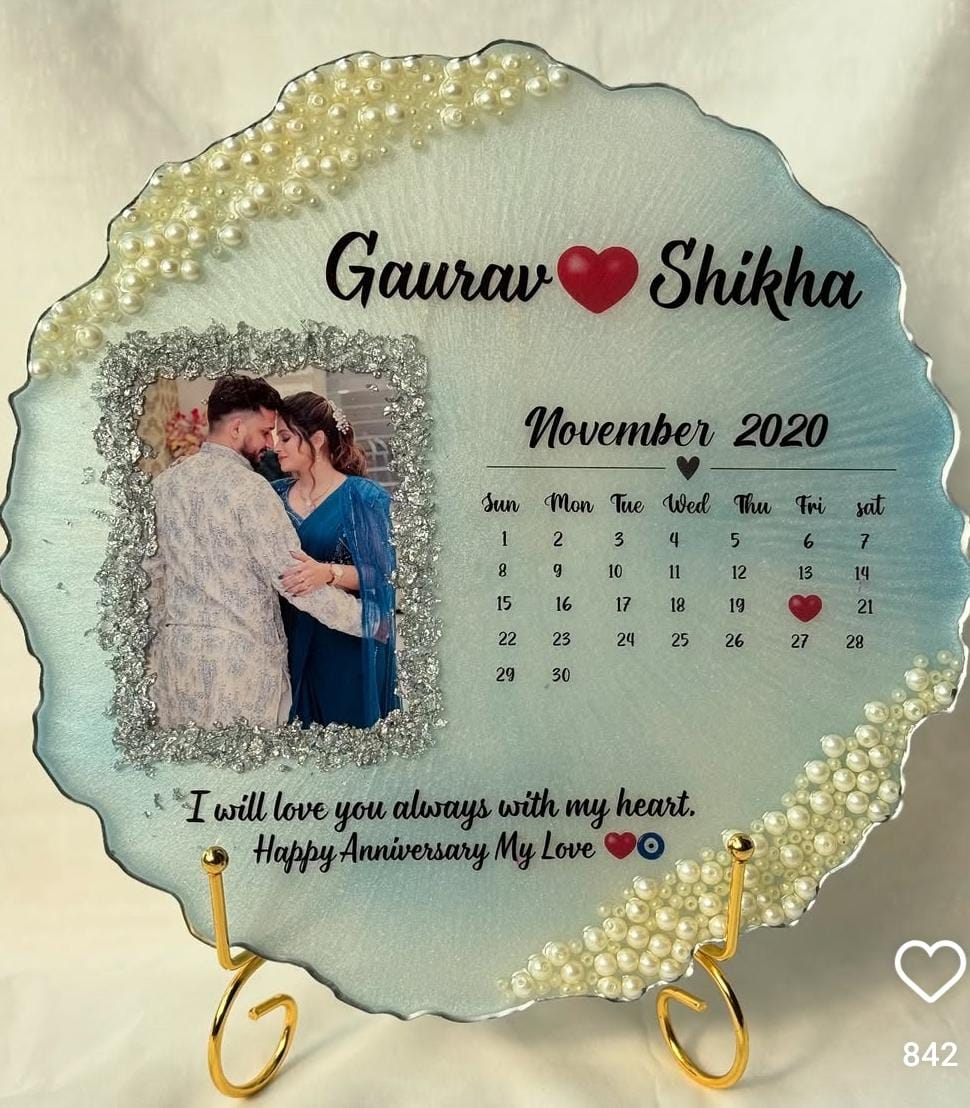 Gaurav❤️Shikha
November 2020
Sun Mon Tue Wed Thu Fri sat
1 2 3 4 5 6 7
8 9 10 11 12 13 14
15 16 17 18 19 ❤️ 21
22 23 24 25 26 27 28
29 30
I will love you always with my heart.
Happy Anniversary My Love ❤️🧿
842